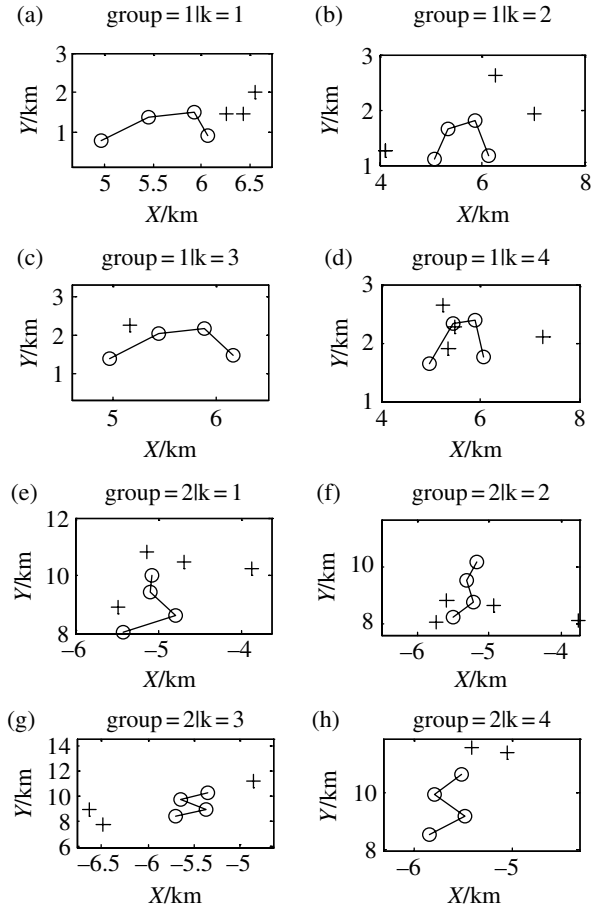 (a) group = 1|k = 1
Y/km
3
2
1
5 5.5 6 6.5
X/km
(b) group = 1|k = 2
Y/km
3
2
1
4 6 8
X/km
(c) group = 1|k = 3
Y/km
3
2
1
5 6
X/km
(d) group = 1|k = 4
Y/km
3
2
1
4 6 8
X/km
(e) group = 2|k = 1
Y/km
12
10
8
−6 −5 −4
X/km
(f) group = 2|k = 2
Y/km
10
8
−6 −5 −4
X/km
(g) group = 2|k = 3
Y/km
14
12
10
8
6
−6.5 −6 −5.5 −5
X/km
(h) group = 2|k = 4
Y/km
10
8
−6 −5
X/km